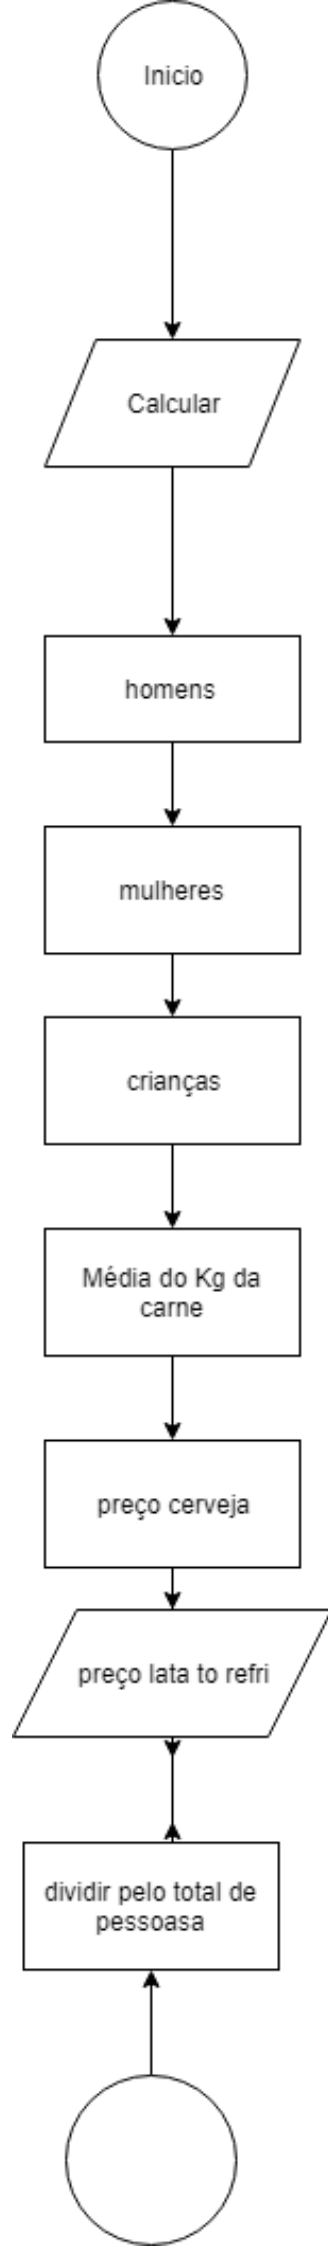 Inicio
Calcular
homens
mulheres
crianças
Média do Kg da
carne
preço cerveja
preço lata to refri
dividir pelo total de
pessoasa